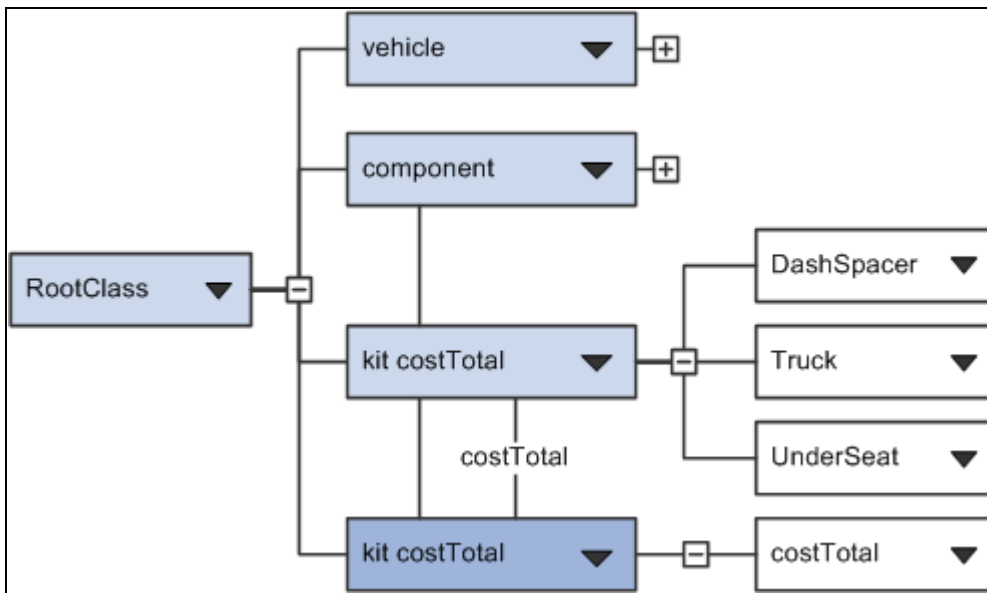 vehicle
component
RootClass
DashSpacer
kit costTotal
Truck
costTotal
UnderSeat
kit costTotal
costTotal